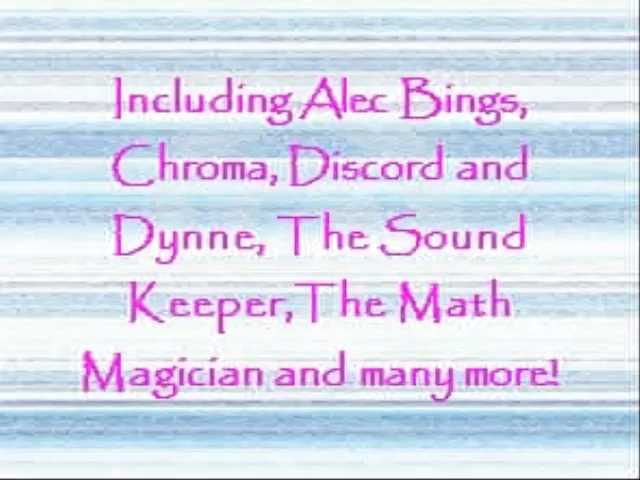 Including Alec Bings,
Chroma, Discord and
Dynne, The Sound
Keeper,The Math
Magician and many more!